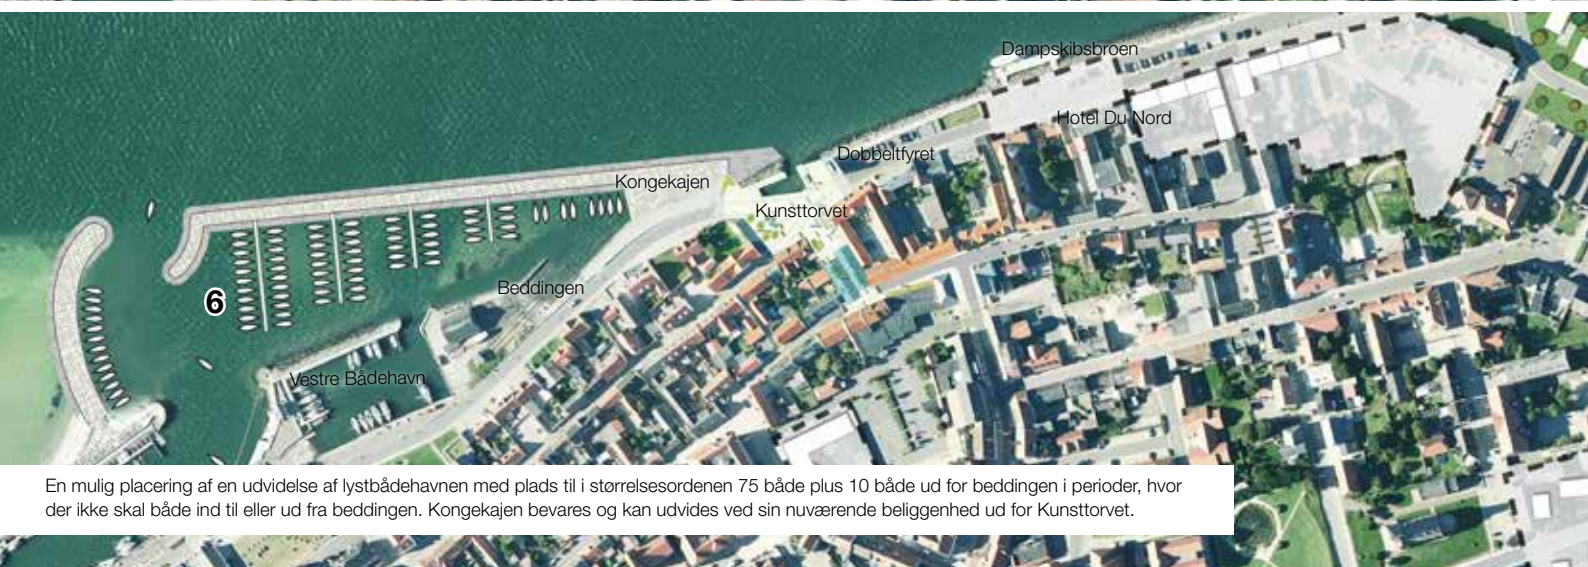 Dampskibsbroen
Hotel Du Nord
Dobbeltfyret
Kongekajen
Kunsttorvet
Beddingen
6
Vestre Bådehavn
En mulig placering af en udvidelse af lystbådehavnen med plads til i størrelsesordenen 75 både plus 10 både ud for beddingen i perioder, hvor
der ikke skal både ind til eller ud fra beddingen. Kongekajen bevares og kan udvides ved sin nuværende beliggenhed ud for Kunsttorvet.